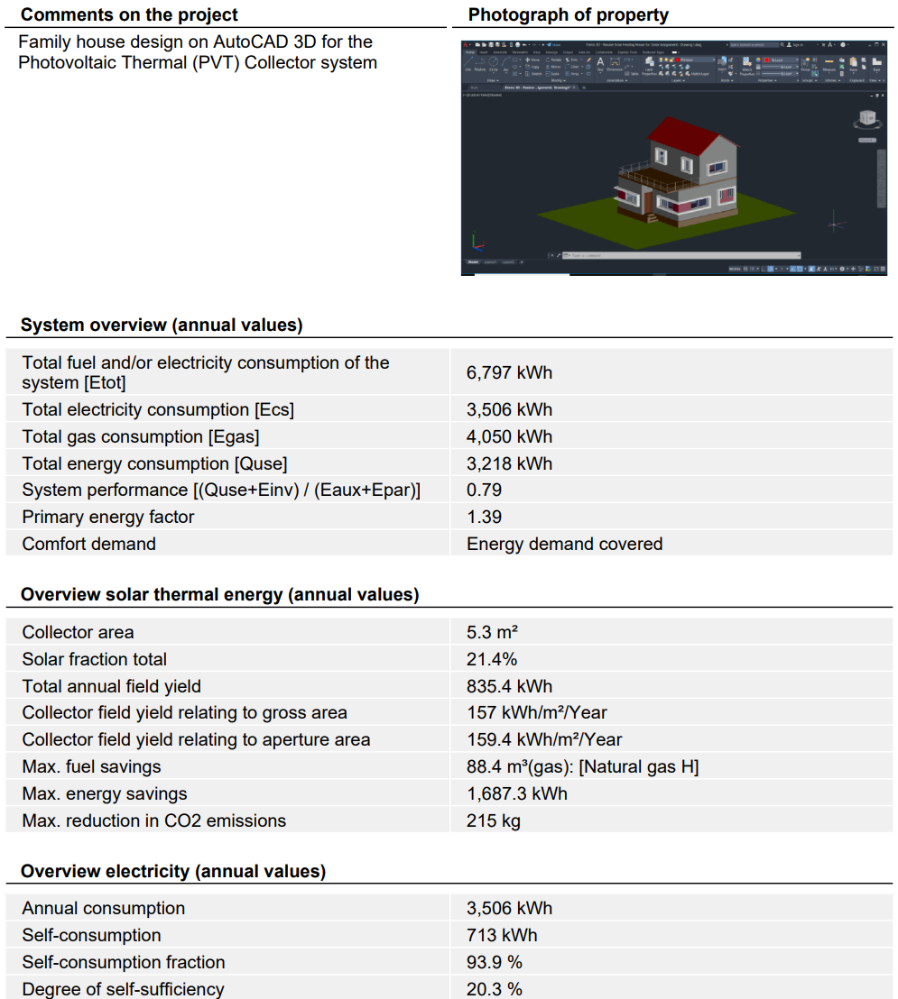 Comments on the project
Photograph of property
Family house design on AutoCAD 3D for the
Photovoltaic Thermal (PVT) Collector system
System overview (annual values)
Total fuel and/or electricity consumption of the
system [Etot]
6,797 kWh
Total electricity consumption [Ecs]
3,506 kWh
Total gas consumption [Egas]
4,050 kWh
Total energy consumption [Quse]
3,218 kWh
System performance [(Quse+Einv) / (Eaux+Epar)]
0.79
Primary energy factor
1.39
Comfort demand
Energy demand covered
Overview solar thermal energy (annual values)
Collector area
5.3 m²
Solar fraction total
21.4%
Total annual field yield
835.4 kWh
Collector field yield relating to gross area
157 kWh/m²/Year
Collector field yield relating to aperture area
159.4 kWh/m²/Year
Max. fuel savings
88.4 m³(gas): [Natural gas H]
Max. energy savings
1,687.3 kWh
Max. reduction in CO2 emissions
215 kg
Overview electricity (annual values)
Annual consumption
3,506 kWh
Self-consumption
713 kWh
Self-consumption fraction
93.9 %
Degree of self-sufficiency
20.3 %